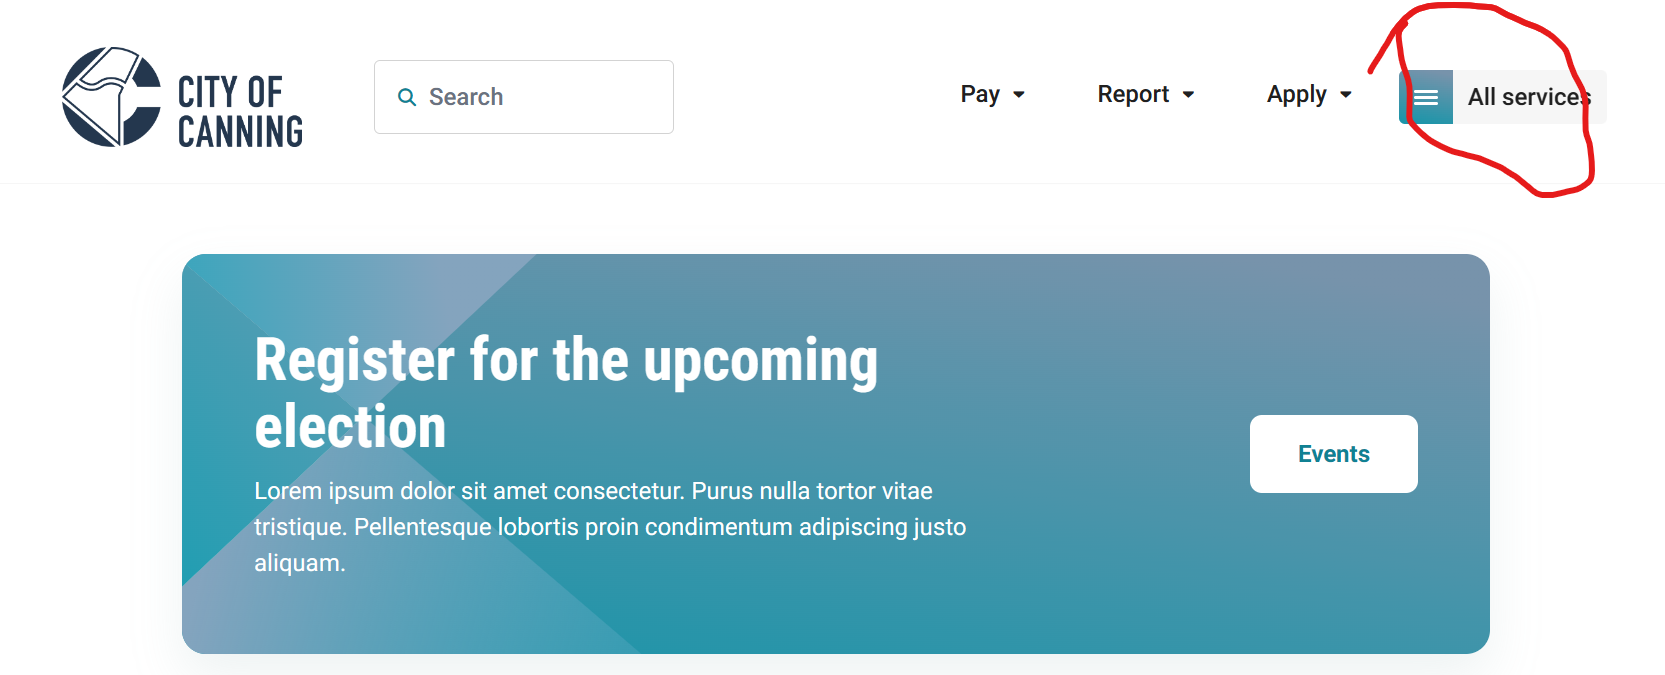 CITY OF
CANNING
Search
Pay
Report
Apply
All services
Register for the upcoming
election
Lorem ipsum dolor sit amet consectetur. Purus nulla tortor vitae
tristique. Pellentesque lobortis proin condimentum adipiscing justo
aliquam.
Events